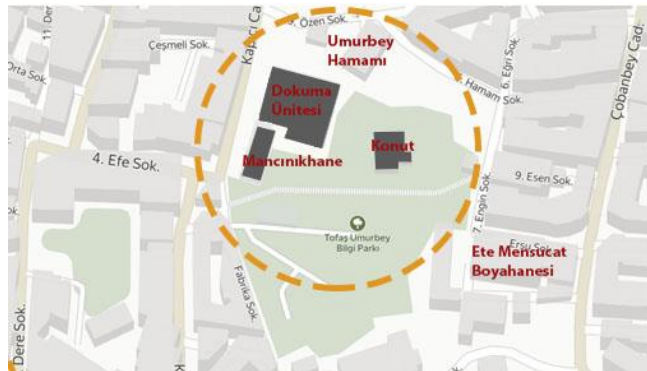 11. Der
Kapıcı Ca
5. Özen Sok.
Umurbey
Hamamı
Çeşmeli Sok.
Orta Sok.
Hamam Sok.
6. Eğri Sok.
Çobanbey Cad.
Dokuma
Ünitesi
Konut
Mancınıkhane
4. Efe Sok.
9. Esen Sok.
7. Engin Sok.
Tofaş Umurbey
Bilgi Parkı
Ersu Sok.
Ete Mensucat
Boyahanesi
Fabrika Sok.
Dere Sok.
K